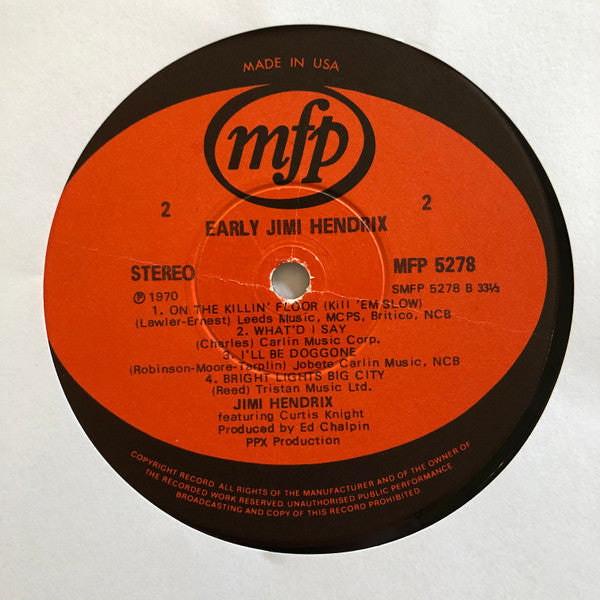 MADE IN USA
mfp
2 2
EARLY JIMI HENDRIX
STEREO MFP 5278
℗ 1970 SMFP 5278 B 33⅓
1. ON THE KILLIN' FLOOR (Kill 'EM SLOW)
(Lawler-Ernest) Leeds Music, MCPS, Britico, NCB
2. WHAT'D I SAY
(Charles) Carlin Music Corp.
3. I'LL BE DOGGONE
(Robinson-Moore-Tarplin) Jobete Carlin Music, NCB
4. BRIGHT LIGHTS BIG CITY
(Reed) Tristan Music Ltd.
JIMI HENDRIX
featuring Curtis Knight
Produced by Ed Chalpin
PPX Production
COPYRIGHT RECORD. ALL RIGHTS OF THE MANUFACTURER AND OF THE OWNER OF
THE RECORDED WORK RESERVED UNAUTHORISED PUBLIC PERFORMANCE
BROADCASTING AND COPY OF THIS RECORD PROHIBITED.